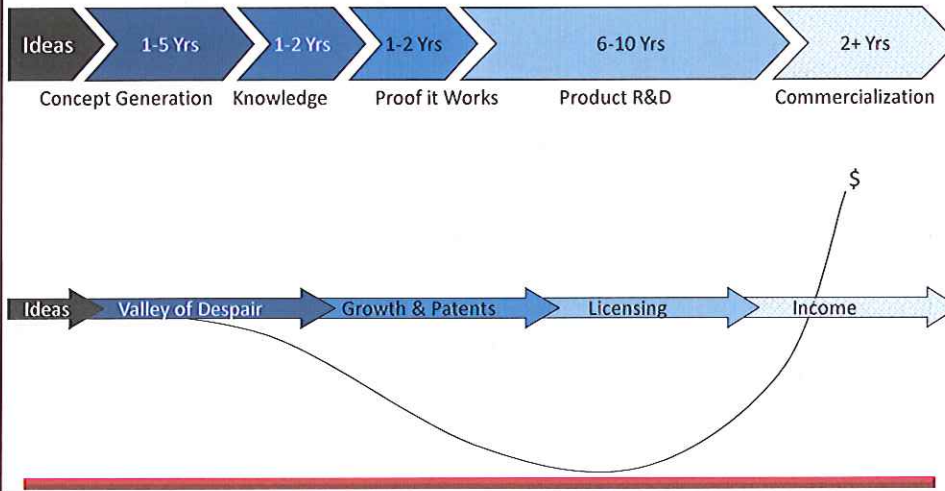 Ideas 1-5 Yrs 1-2 Yrs 1-2 Yrs 6-10 Yrs 2+ Yrs
Concept Generation Knowledge Proof it Works Product R&D Commercialization
$
Ideas Valley of Despair Growth & Patents Licensing Income